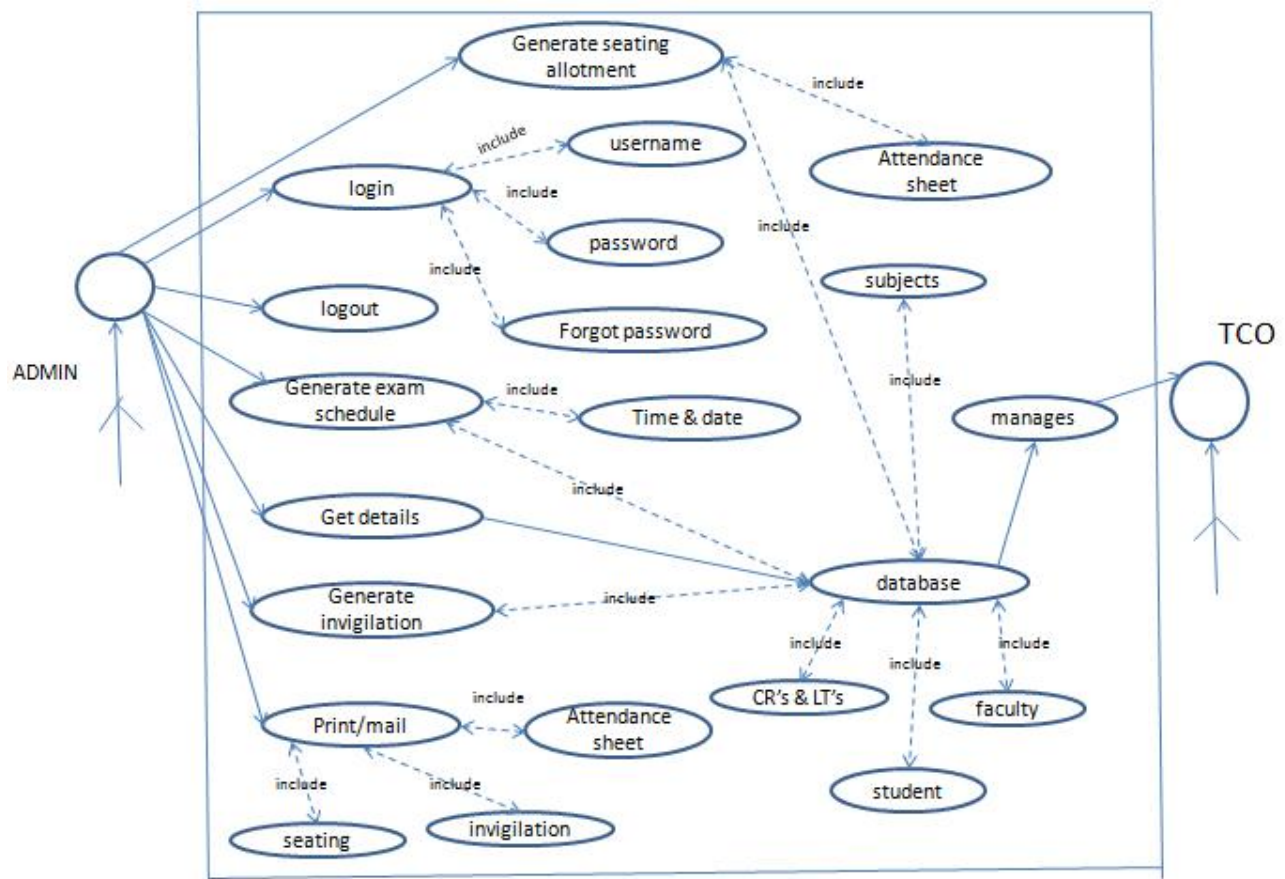 Generate seating
allotment
include
include
username
Attendance
sheet
login
include
include
password
include
subjects
logout
Forgot password
TCO
ADMIN
Generate exam
schedule
include
include
Time & date
manages
include
Get details
database
Generate
invigilation
include
include
include
include
CR's & LT's
faculty
include
Print/mail
Attendance
sheet
include
include
student
seating
invigilation